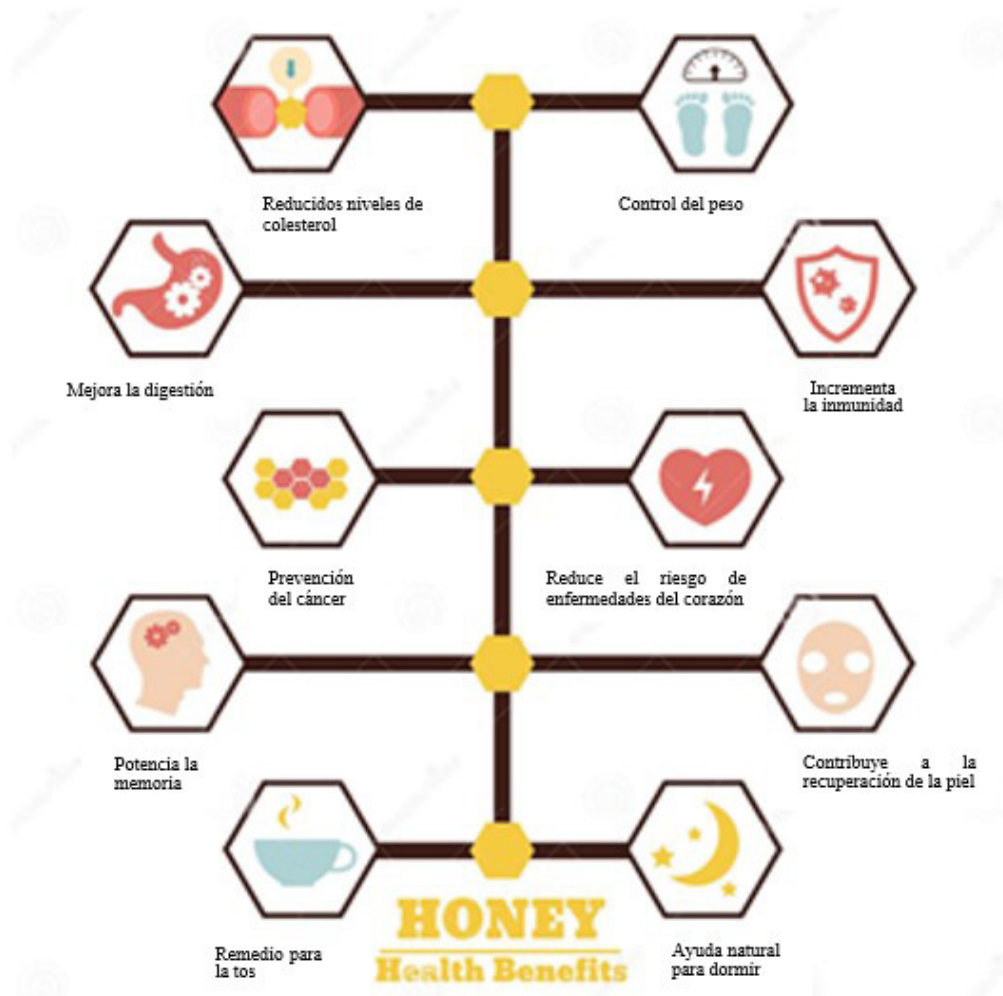 Reducidos niveles de
colesterol
Control del peso
Mejora la digestión
Incrementa
la inmunidad
Prevención
del cáncer
Reduce el riesgo de
enfermedades del corazón
Potencia la
memoria
Contribuye a la
recuperación de la piel
Remedio para
la tos
Ayuda natural
para dormir
HONEY
Health Benefits